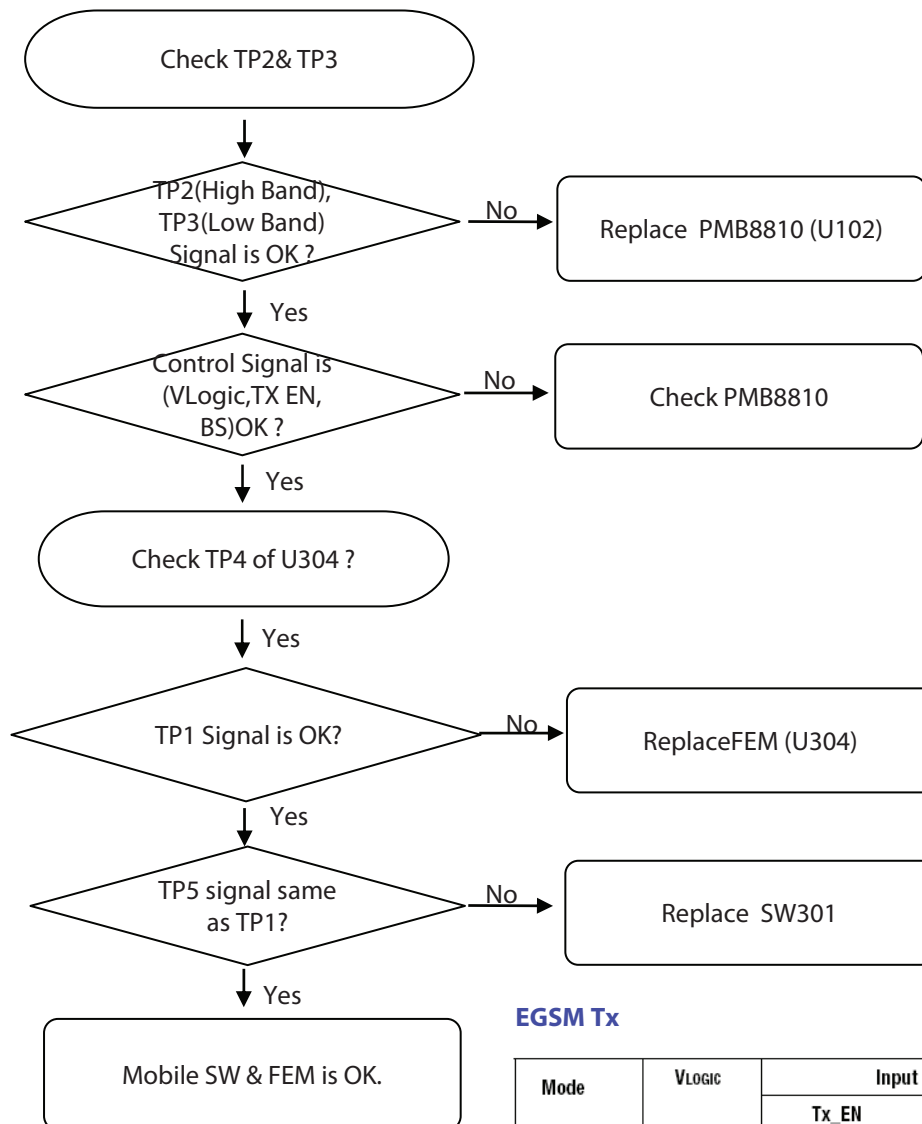 Check TP2& TP3
TP2(High Band),
TP3(Low Band)
Signal is OK ?
No
Replace PMB8810 (U102)
Yes
Control Signal is
(VLogic,TX EN,
BS)OK ?
No
Check PMB8810
Yes
Check TP4 of U304 ?
Yes
TP1 Signal is OK?
No
ReplaceFEM (U304)
Yes
TP5 signal same
as TP1?
No
Replace SW301
Yes
Mobile SW & FEM is OK.
EGSM Tx
Mode
VLOGIC
Input
Tx_EN